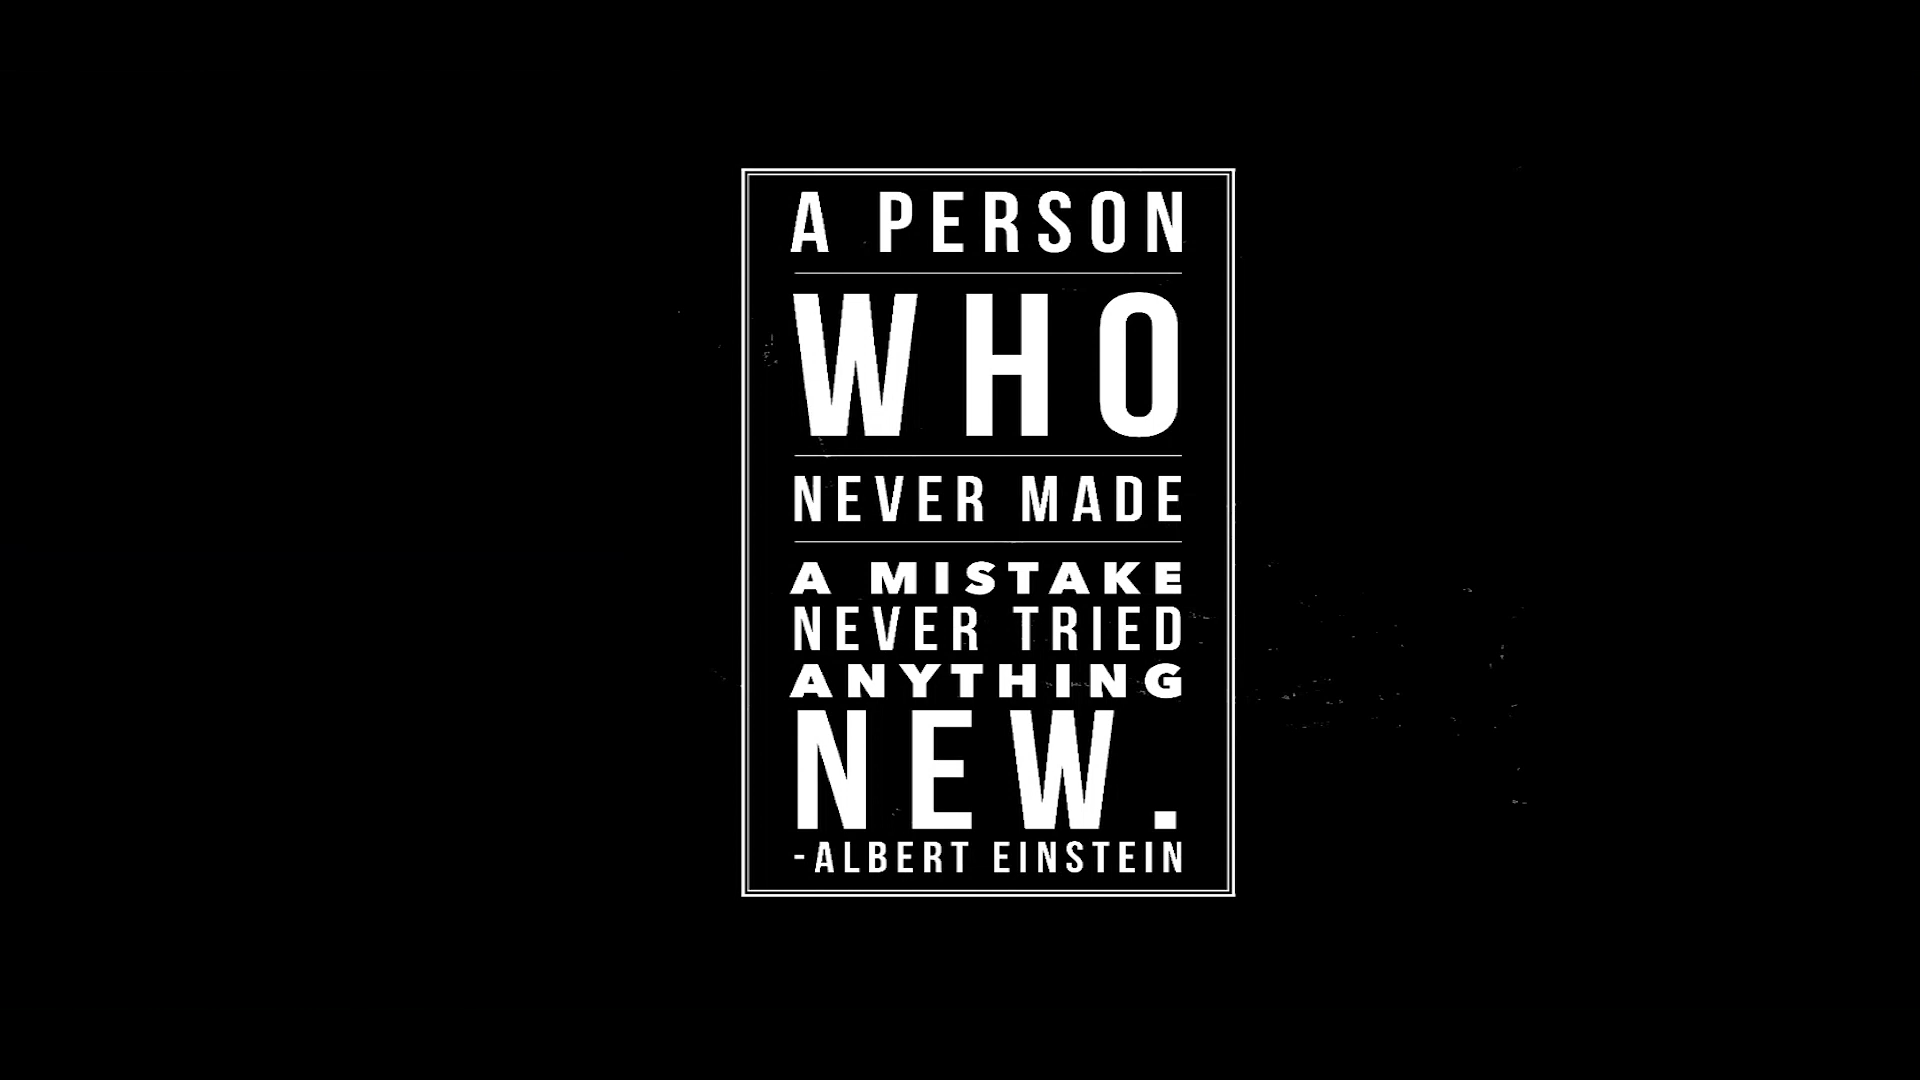 A PERSON
WHO
NEVER MADE
A MISTAKE
NEVER TRIED
ANYTHING
NEW.
-ALBERT EINSTEIN